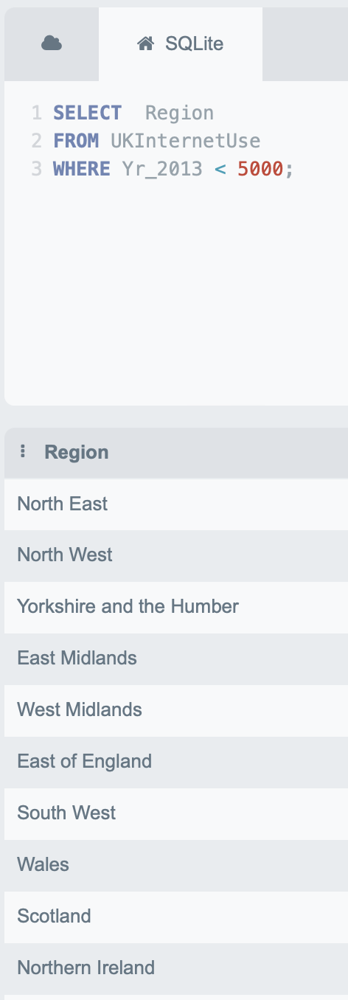 SQLite
1 SELECT  Region
2 FROM UKInternetUse
3 WHERE Yr_2013 < 5000;
Region
North East
North West
Yorkshire and the Humber
East Midlands
West Midlands
East of England
South West
Wales
Scotland
Northern Ireland